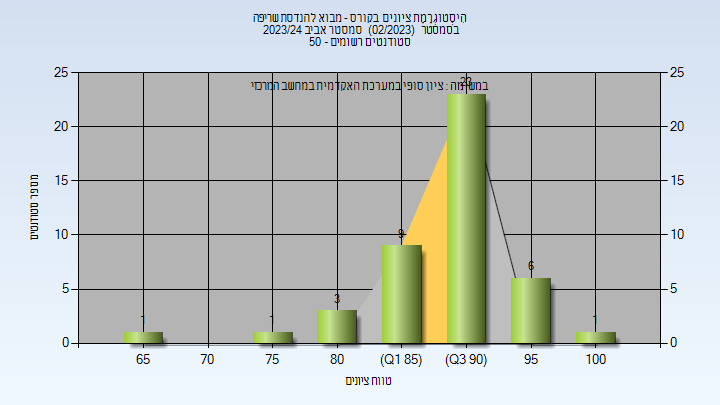 היסטוגרמת ציונים בקורס - מבוא להנדסת שריפה
בסמסטר (02/2023) סמסטר אביב 2023/24
סטודנטים רשומים - 50
במשימה : ציון סופי במערכת האקדמית במחשב המרכזי
מספר סטודנטים
25 25
20 20
15 15
10 10
5 5
0 0
1 1 3 9 23 6 1
65 70 75 80 (Q1 85) (Q3 90) 95 100
טווח ציונים